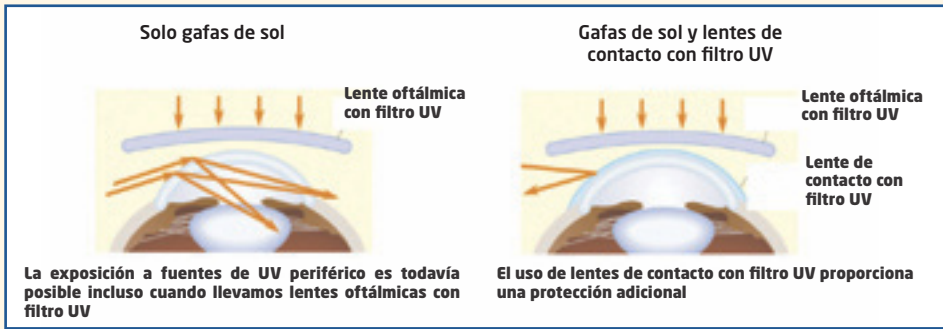 Solo gafas de sol
Lente oftálmica
con filtro UV
La exposición a fuentes de UV periférico es todavía
posible incluso cuando llevamos lentes oftálmicas con
filtro UV
Gafas de sol y lentes de
contacto con filtro UV
Lente oftálmica
con filtro UV
Lente de
contacto con
filtro UV
El uso de lentes de contacto con filtro UV proporciona
una protección adicional